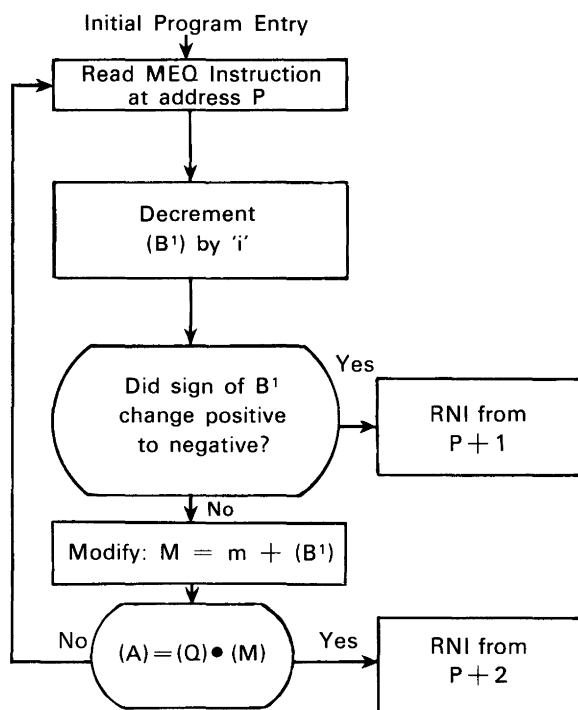 Initial Program Entry
Read MEQ Instruction
at address P
Decrement
(B¹) by 'i'
Did sign of B¹
change positive
to negative?
Yes
RNI from
P + 1
No
Modify: M = m + (B¹)
No
(A) = (Q) ● (M)
Yes
RNI from
P + 2